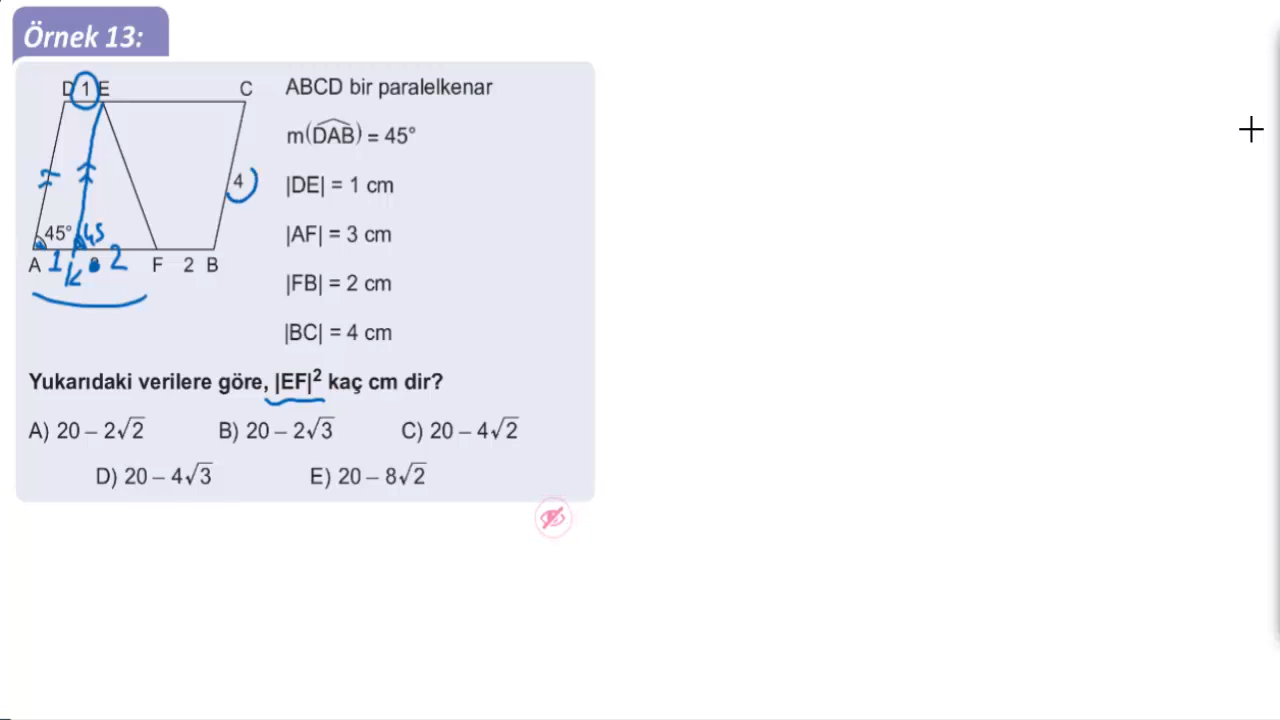 Örnek 13:
D 1 E C
ABCD bir paralelkenar
m(DAB) = 45°
|DE| = 1 cm
4
|AF| = 3 cm
45° 45
A 1 k 2 F 2 B
|FB| = 2 cm
|BC| = 4 cm
Yukarıdaki verilere göre, |EF|² kaç cm dir?
A) 20 – 2√2 B) 20 – 2√3 C) 20 – 4√2
D) 20 – 4√3 E) 20 – 8√2